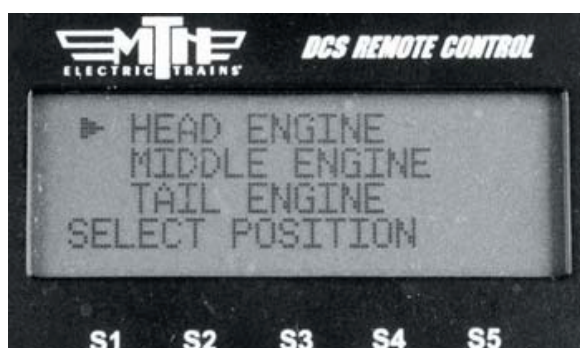 MTH
ELECTRIC TRAINS®
DCS REMOTE CONTROL
HEAD ENGINE
MIDDLE ENGINE
TAIL ENGINE
SELECT POSITION
S1 S2 S3 S4 S5